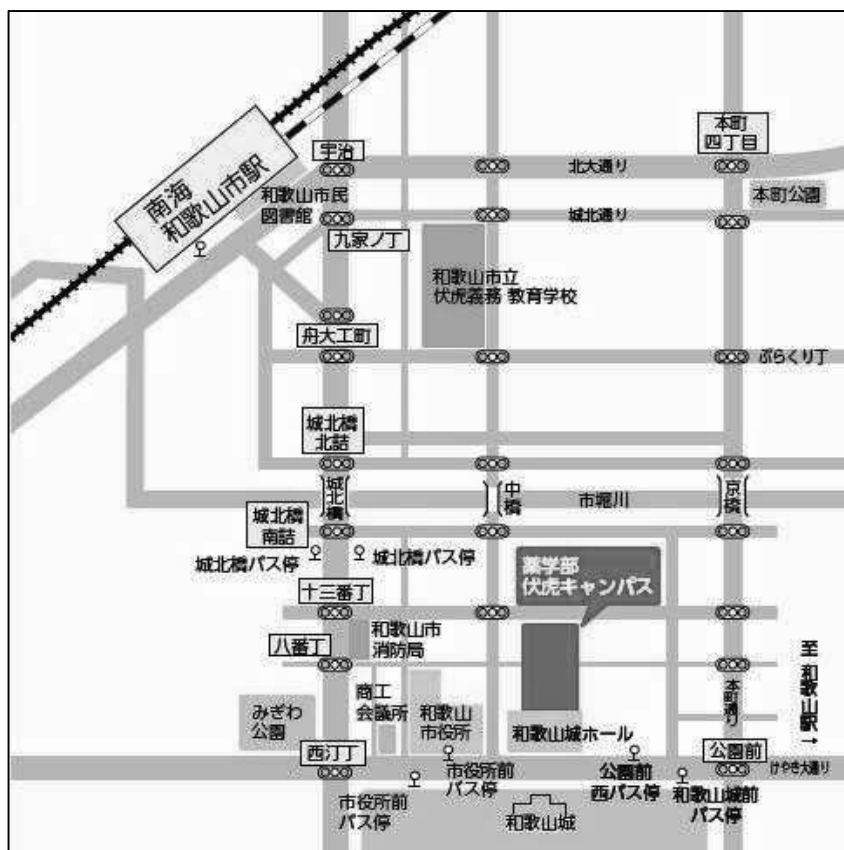 本町
四丁目
宇治
北大通り
南海
和歌山市駅
和歌山市民
図書館
本町公園
城北通り
九家ノ丁
和歌山市立
伏虎義務 教育学校
舟大工町
ぶらくり丁
城北橋
北詰
城北橋
中橋
京橋
市堀川
城北橋
南詰
城北橋バス停
城北橋バス停
薬学部
伏虎キャンパス
十三番丁
和歌山市
消防局
八番丁
至 和歌山駅→
本町通り
商工
会議所
みぎわ
公園
和歌山
市役所
和歌山城ホール
西汀丁
公園前
けやき大通り
市役所前
バス停
市役所前
バス停
公園前
西バス停
和歌山城前
バス停
和歌山城